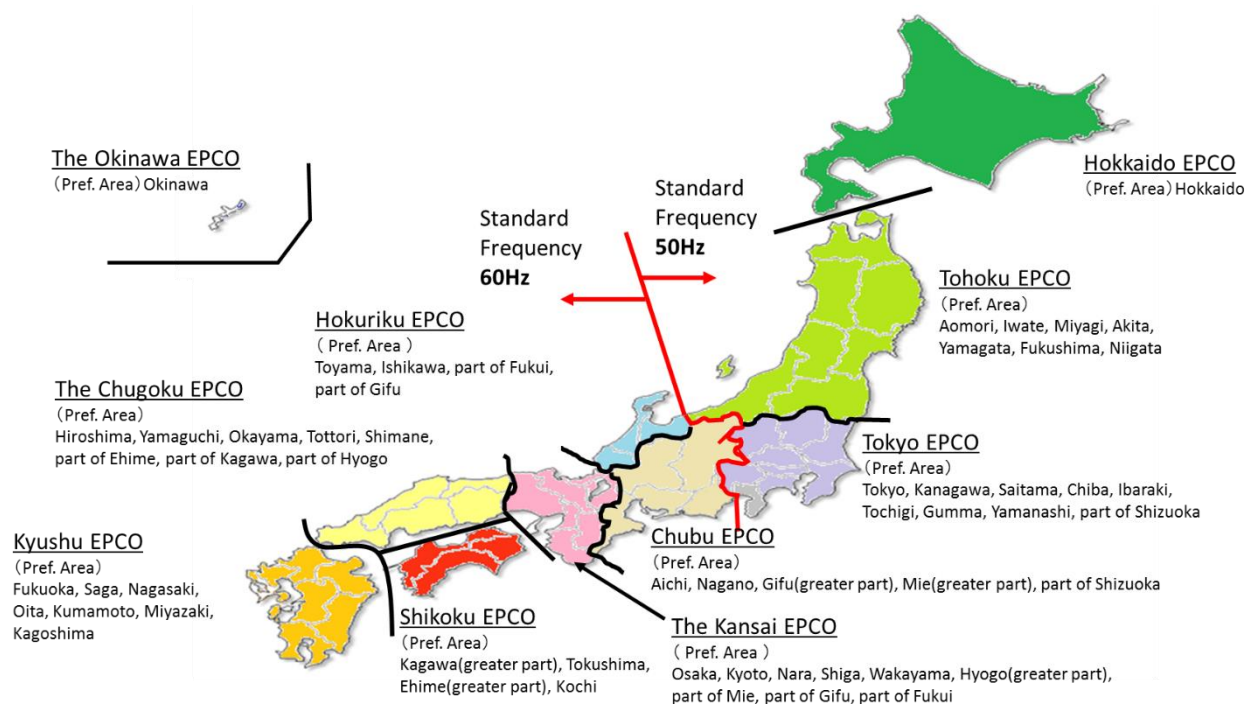 The Okinawa EPCO
(Pref. Area) Okinawa
Standard
Frequency
60Hz
Standard
Frequency
50Hz
Hokkaido EPCO
(Pref. Area) Hokkaido
Tohoku EPCO
(Pref. Area)
Aomori, Iwate, Miyagi, Akita,
Yamagata, Fukushima, Niigata
Hokuriku EPCO
( Pref. Area )
Toyama, Ishikawa, part of Fukui,
part of Gifu
The Chugoku EPCO
(Pref. Area)
Hiroshima, Yamaguchi, Okayama, Tottori, Shimane,
part of Ehime, part of Kagawa, part of Hyogo
Tokyo EPCO
(Pref. Area)
Tokyo, Kanagawa, Saitama, Chiba, Ibaraki,
Tochigi, Gumma, Yamanashi, part of Shizuoka
Kyushu EPCO
(Pref. Area)
Fukuoka, Saga, Nagasaki,
Oita, Kumamoto, Miyazaki,
Kagoshima
Chubu EPCO
(Pref. Area)
Aichi, Nagano, Gifu(greater part), Mie(greater part), part of Shizuoka
Shikoku EPCO
(Pref. Area)
Kagawa(greater part), Tokushima,
Ehime(greater part), Kochi
The Kansai EPCO
( Pref. Area )
Osaka, Kyoto, Nara, Shiga, Wakayama, Hyogo(greater part),
part of Mie, part of Gifu, part of Fukui